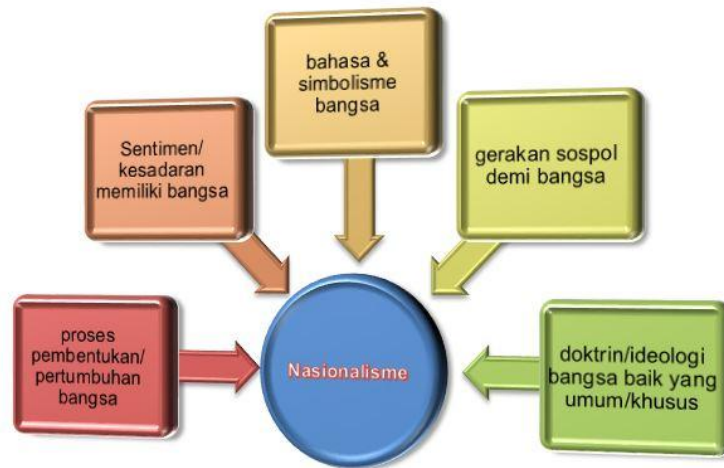 bahasa &
simbolisme
bangsa
Sentimen/
kesadaran
memiliki bangsa
gerakan sospol
demi bangsa
proses
pembentukan/
pertumbuhan
bangsa
Nasionalisme
doktrin/ideologi
bangsa baik yang
umum/khusus